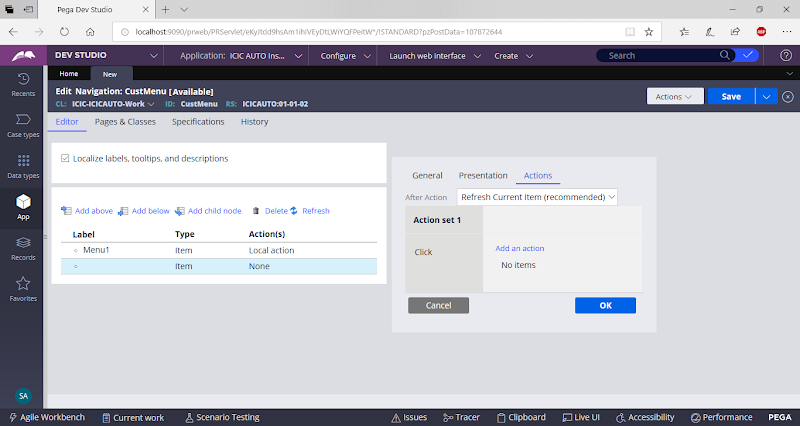 Pega Dev Studio
localhost:9090/prweb/PRServlet/eKyJtdd9hsAm1ihIVEyDtLWiYQFPeitW*/!STANDARD?pzPostData=107872644
DEV STUDIO Application: ICIC AUTO Ins... Configure Launch web interface Create Search
Home New
Recents
Edit Navigation: CustMenu [Available]
Actions Save
CL: ICIC-ICICAUTO-Work ID: CustMenu RS: ICICAUTO:01-01-02
Editor Pages & Classes Specifications History
Case types
Localize labels, tooltips, and descriptions
Data types
General Presentation Actions
After Action Refresh Current Item (recommended)
App
Add above Add below Add child node Delete Refresh
Action set 1
Label Type Action(s)
Menu1 Item Local action
Click Add an action
Records
Item None
No items
Favorites
Cancel OK
SA
Agile Workbench Current work Scenario Testing Issues Tracer Clipboard Live UI Accessibility Performance PEGA